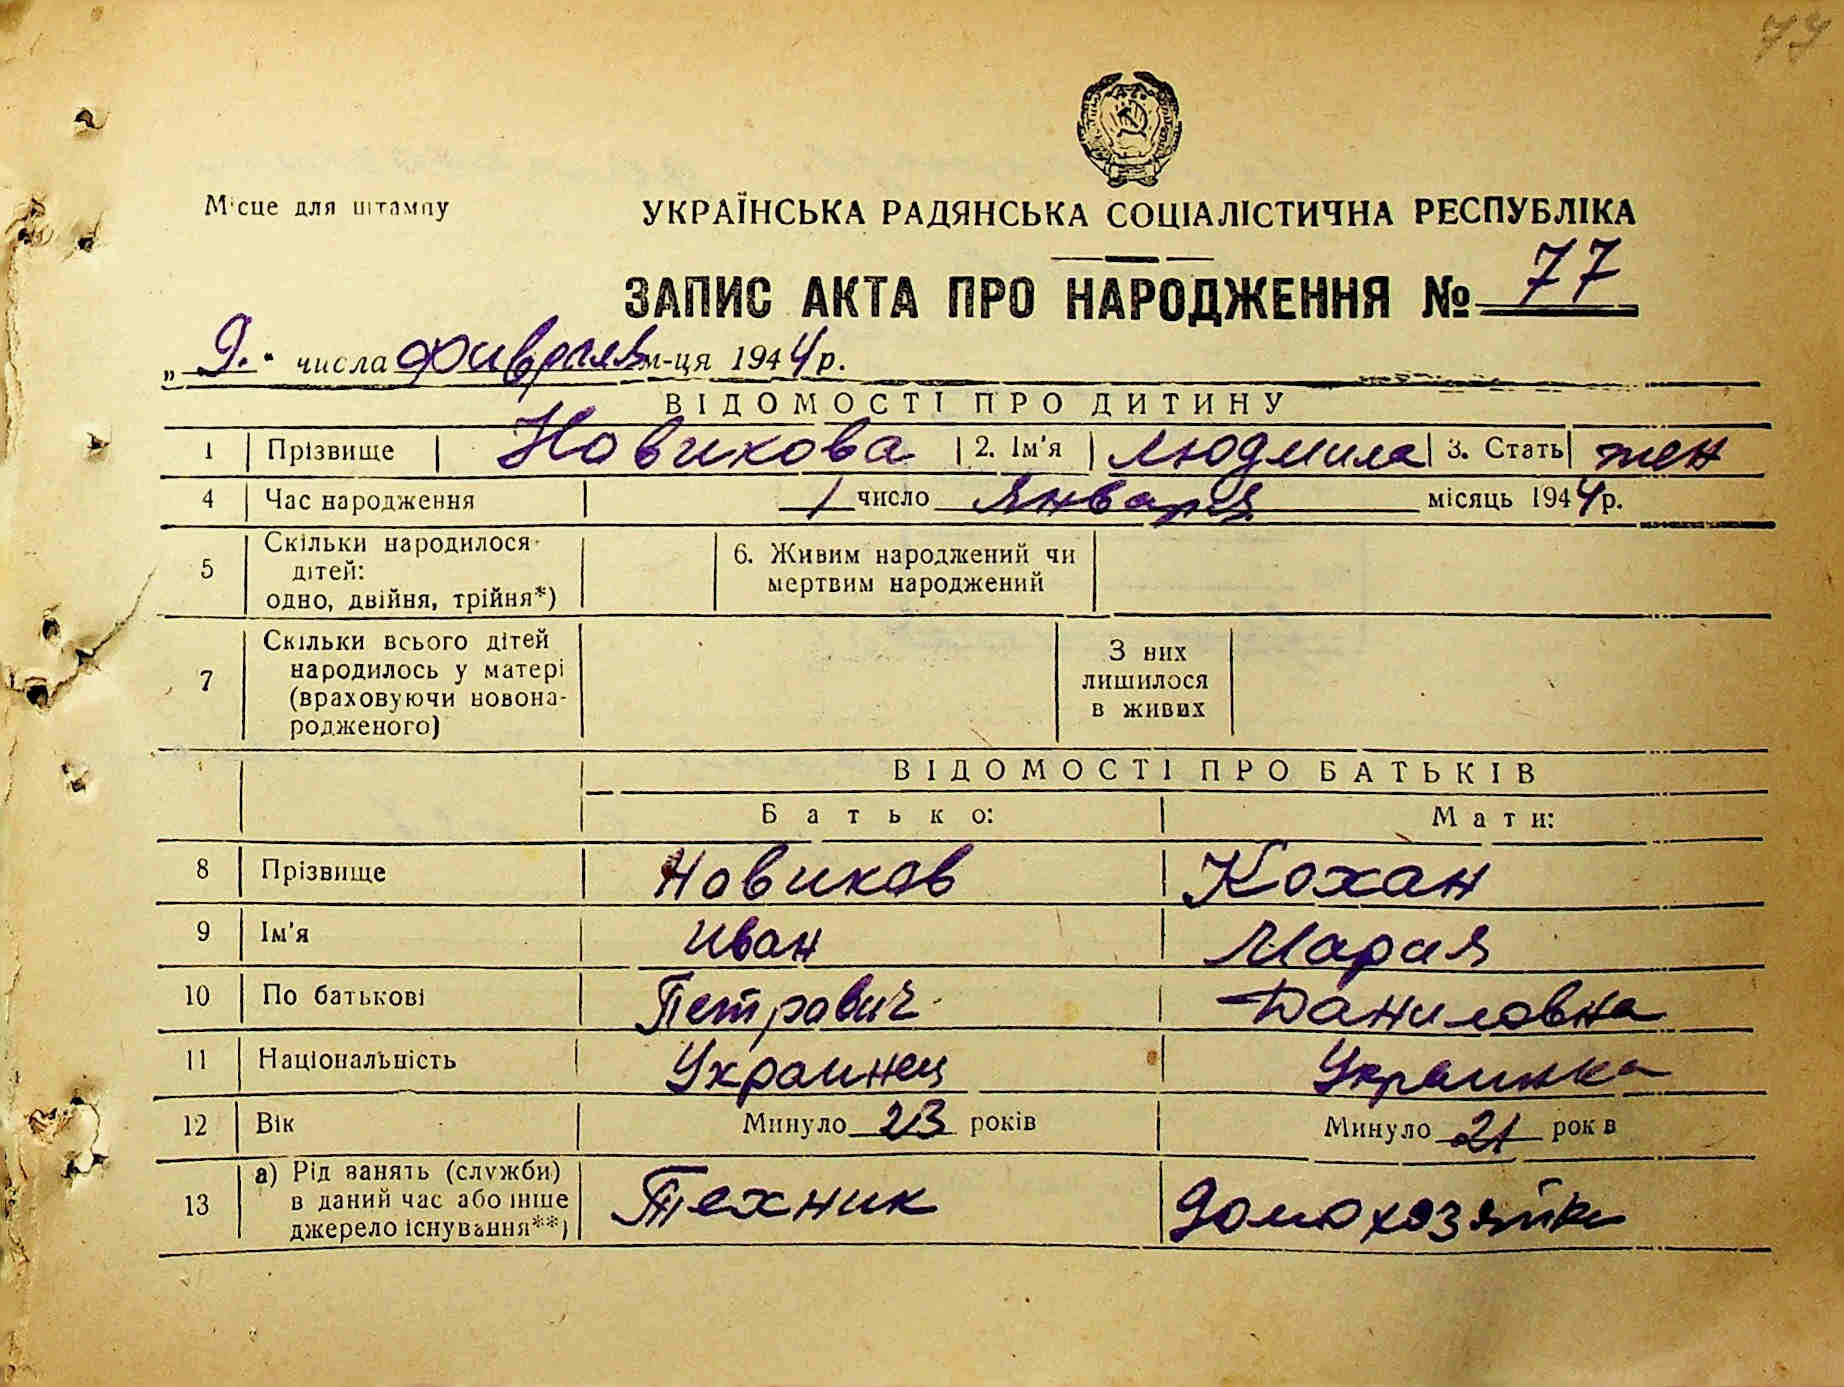 Місце для штампу
УКРАЇНСЬКА РАДЯНСЬКА СОЦІАЛІСТИЧНА РЕСПУБЛІКА
ЗАПИС АКТА ПРО НАРОДЖЕННЯ № 77
„ 9. “ числа Февраля м-ця 1944 р.
ВІДОМОСТІ ПРО ДИТИНУ
1 Прізвище Новикова 2. Ім'я Людмила 3. Стать жен
4 Час народження 1 число Января місяць 1944 р.
5 Скільки народилося дітей: одно, двійня, трійня*) 6. Живим народжений чи мертвим народжений
7 Скільки всього дітей народилось у матері (враховуючи новонародженого) З них лишилося в живих
ВІДОМОСТІ ПРО БАТЬКІВ
Батько: Мати:
8 Прізвище Новиков Кохан
9 Ім'я Иван Мария
10 По батькові Петрович Даниловна
11 Національність Украинец Украинка
12 Вік Минуло 23 років Минуло 21 років
13 а) Рід занять (служби) в даний час або інше джерело існування**) Техник Домохозяйка